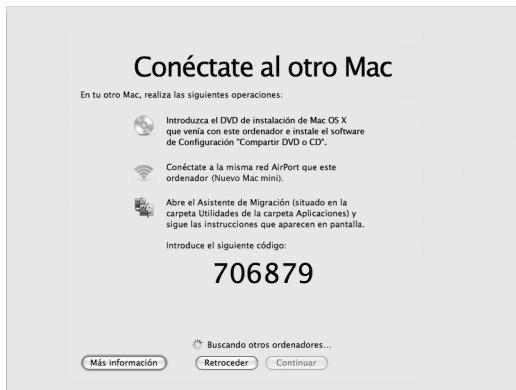 Conéctate al otro Mac
En tu otro Mac, realiza las siguientes operaciones:
Introduzca el DVD de instalación de Mac OS X
que venía con este ordenador e instale el software
de Configuración "Compartir DVD o CD".
Conéctate a la misma red AirPort que este
ordenador (Nuevo Mac mini).
Abre el Asistente de Migración (situado en la
carpeta Utilidades de la carpeta Aplicaciones) y
sigue las instrucciones que aparecen en pantalla.
Introduce el siguiente código:
706879
Buscando otros ordenadores...
Más información
Retroceder
Continuar